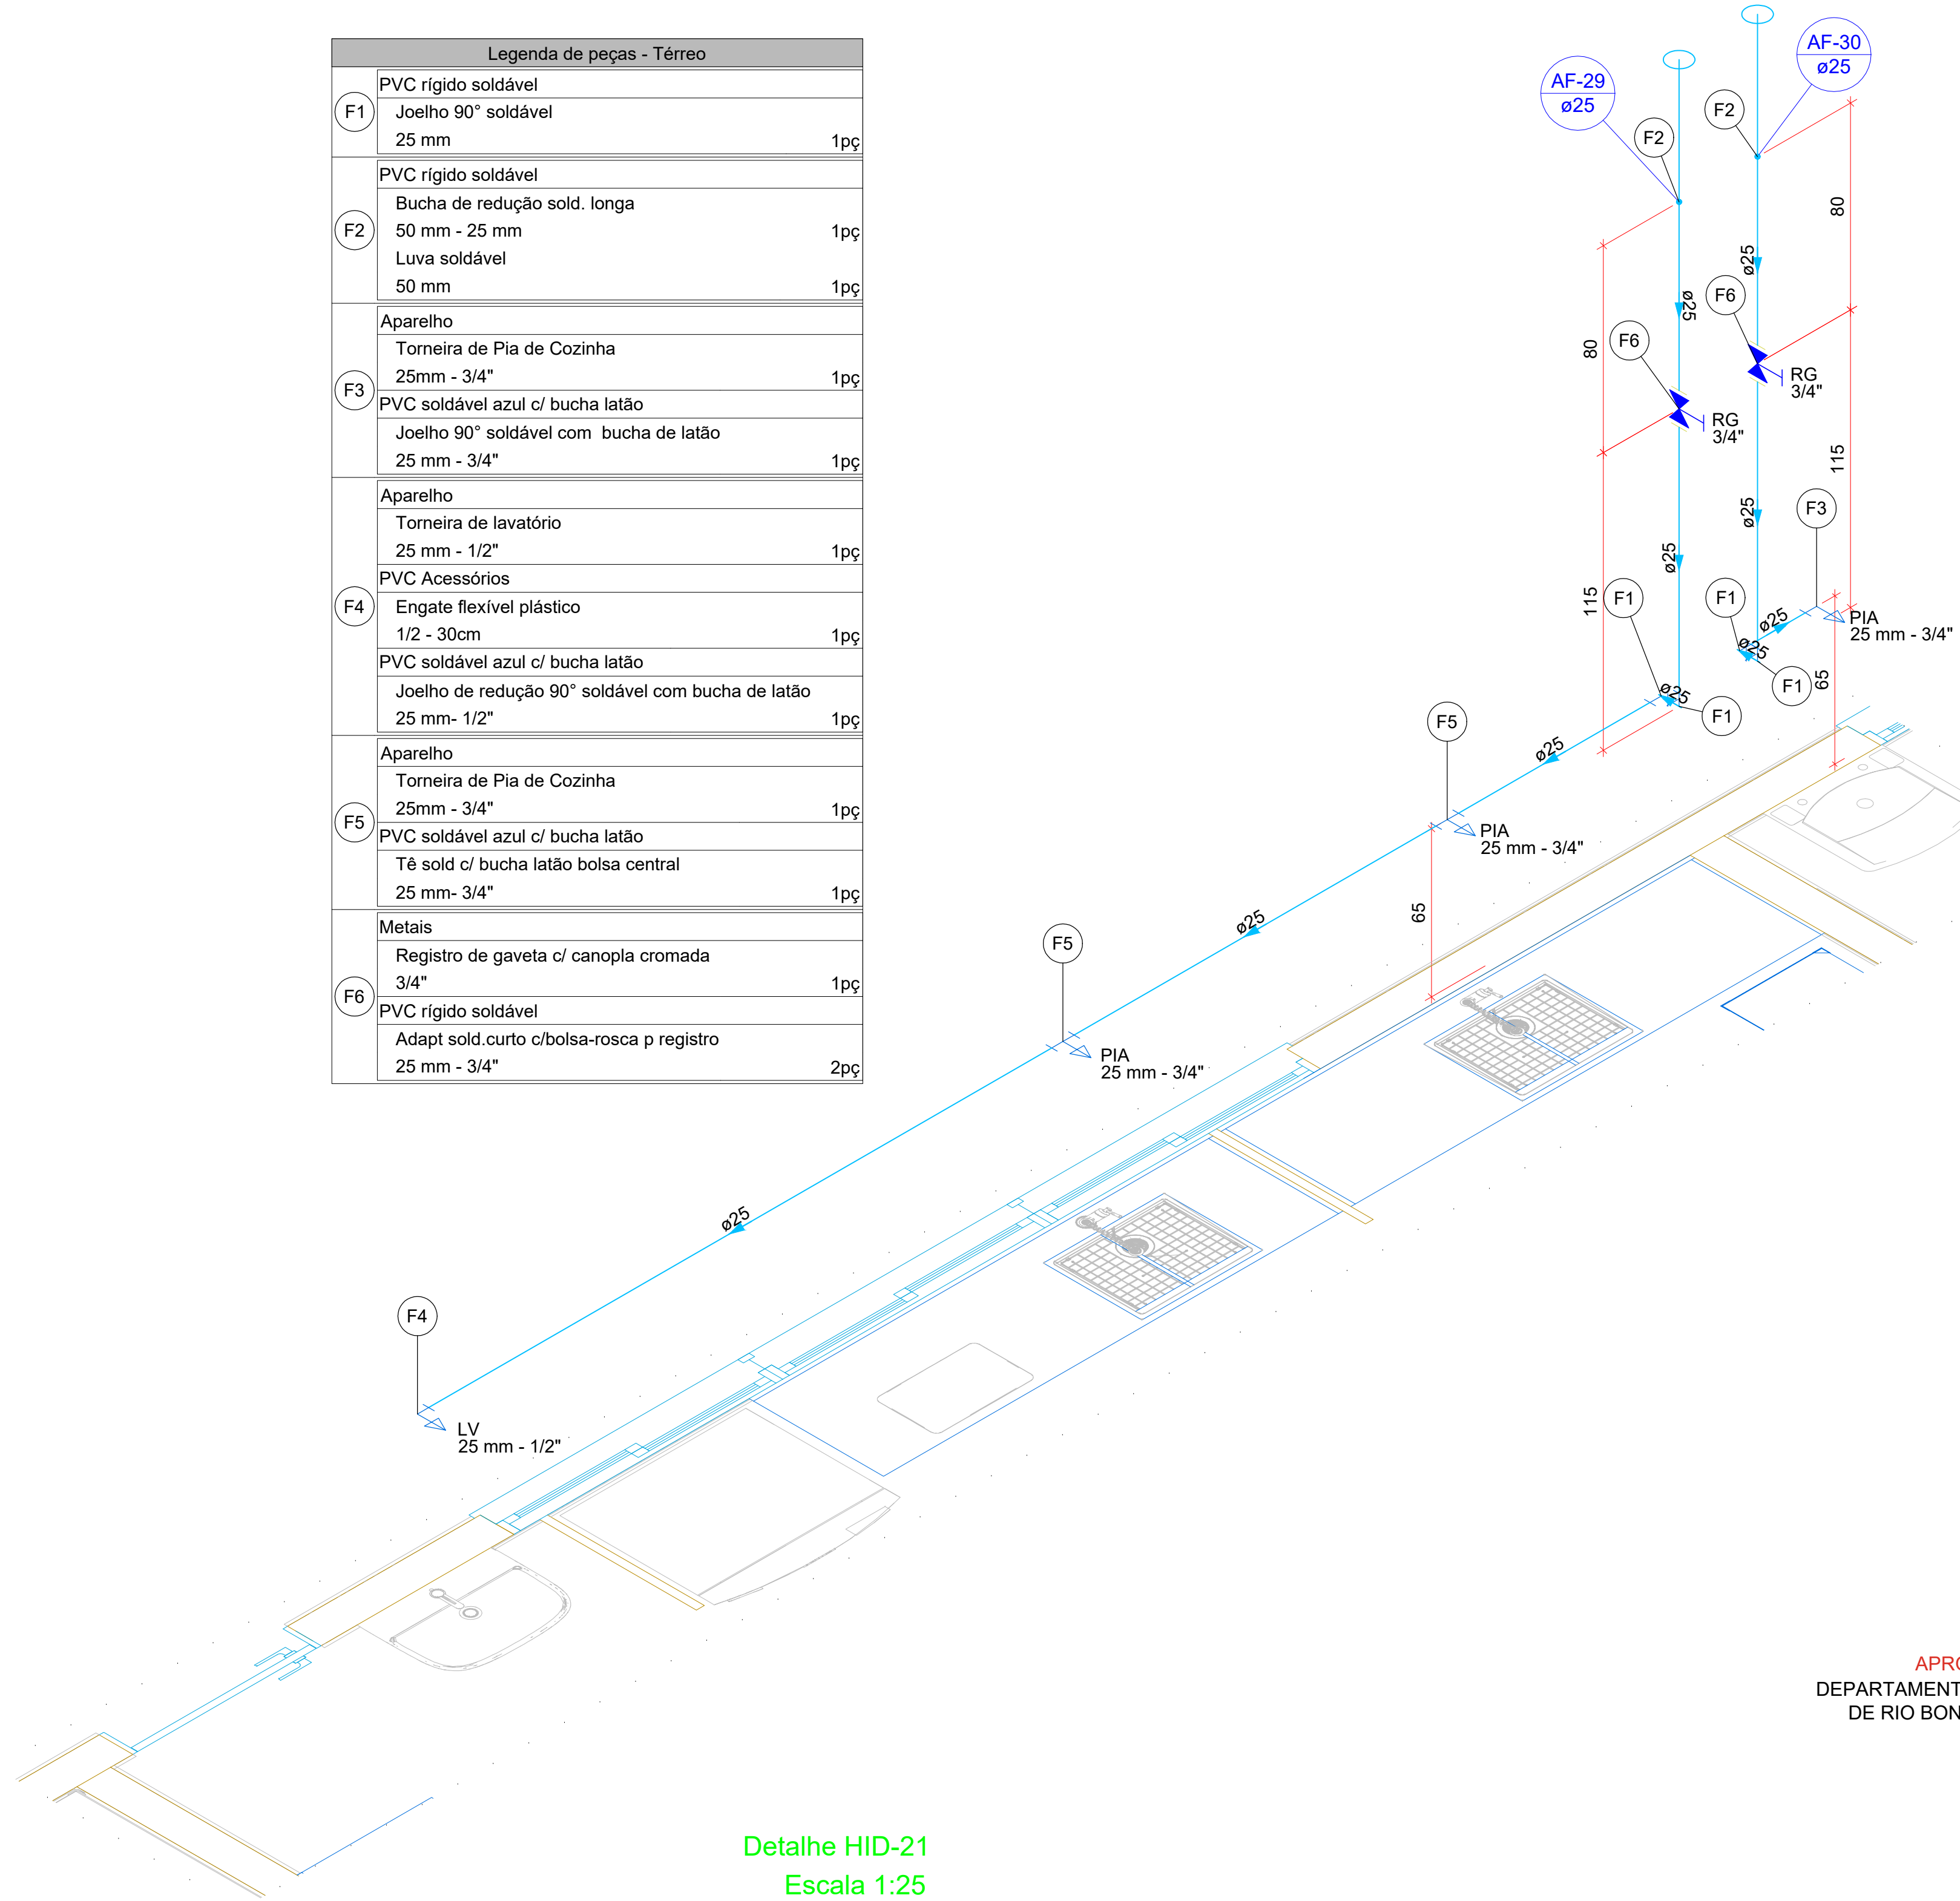 Legenda de peças - Térreo
F1
PVC rígido soldável
Joelho 90° soldável
25 mm 1pç
F2
PVC rígido soldável
Bucha de redução sold. longa
50 mm - 25 mm 1pç
Luva soldável
50 mm 1pç
F3
Aparelho
Torneira de Pia de Cozinha
25mm - 3/4" 1pç
PVC soldável azul c/ bucha latão
Joelho 90° soldável com  bucha de latão
25 mm - 3/4" 1pç
F4
Aparelho
Torneira de lavatório
25 mm - 1/2" 1pç
PVC Acessórios
Engate flexível plástico
1/2 - 30cm 1pç
PVC soldável azul c/ bucha latão
Joelho de redução 90° soldável com bucha de latão
25 mm- 1/2" 1pç
F5
Aparelho
Torneira de Pia de Cozinha
25mm - 3/4" 1pç
PVC soldável azul c/ bucha latão
Tê sold c/ bucha latão bolsa central
25 mm- 3/4" 1pç
F6
Metais
Registro de gaveta c/ canopla cromada
3/4" 1pç
PVC rígido soldável
Adapt sold.curto c/bolsa-rosca p registro
25 mm - 3/4" 2pç
AF-30
ø25
AF-29
ø25
F2
F2
80
ø25
F6
ø25
80
F6
RG
3/4"
RG
3/4"
115
ø25
F3
ø25
115
F1
F1
ø25
PIA
25 mm - 3/4"
ø25
F1
65
ø25
F1
F5
ø25
PIA
25 mm - 3/4"
65
ø25
F5
PIA
25 mm - 3/4"
ø25
F4
LV
25 mm - 1/2"
APRO
DEPARTAMENT
DE RIO BON
Detalhe HID-21
Escala 1:25